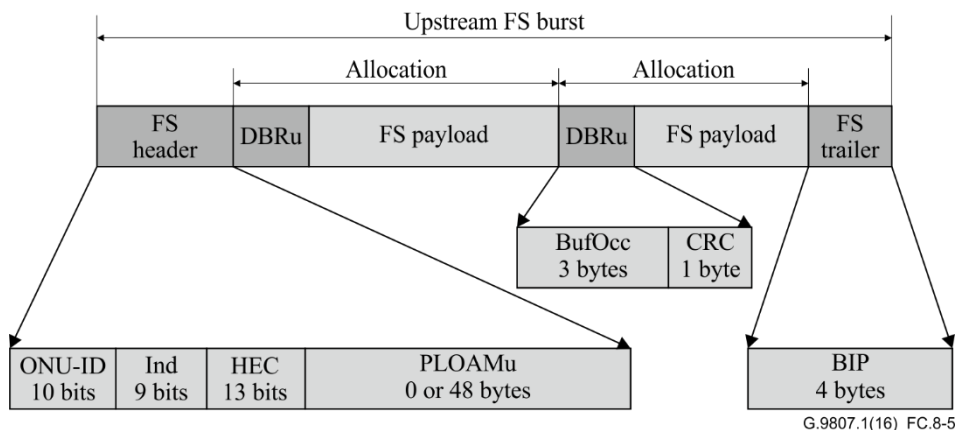 Upstream FS burst
Allocation
Allocation
FS
header
DBRu
FS payload
DBRu
FS payload
FS
trailer
BufOcc
3 bytes
CRC
1 byte
ONU-ID
10 bits
Ind
9 bits
HEC
13 bits
PLOAMu
0 or 48 bytes
BIP
4 bytes
G.9807.1(16)_FC.8-5